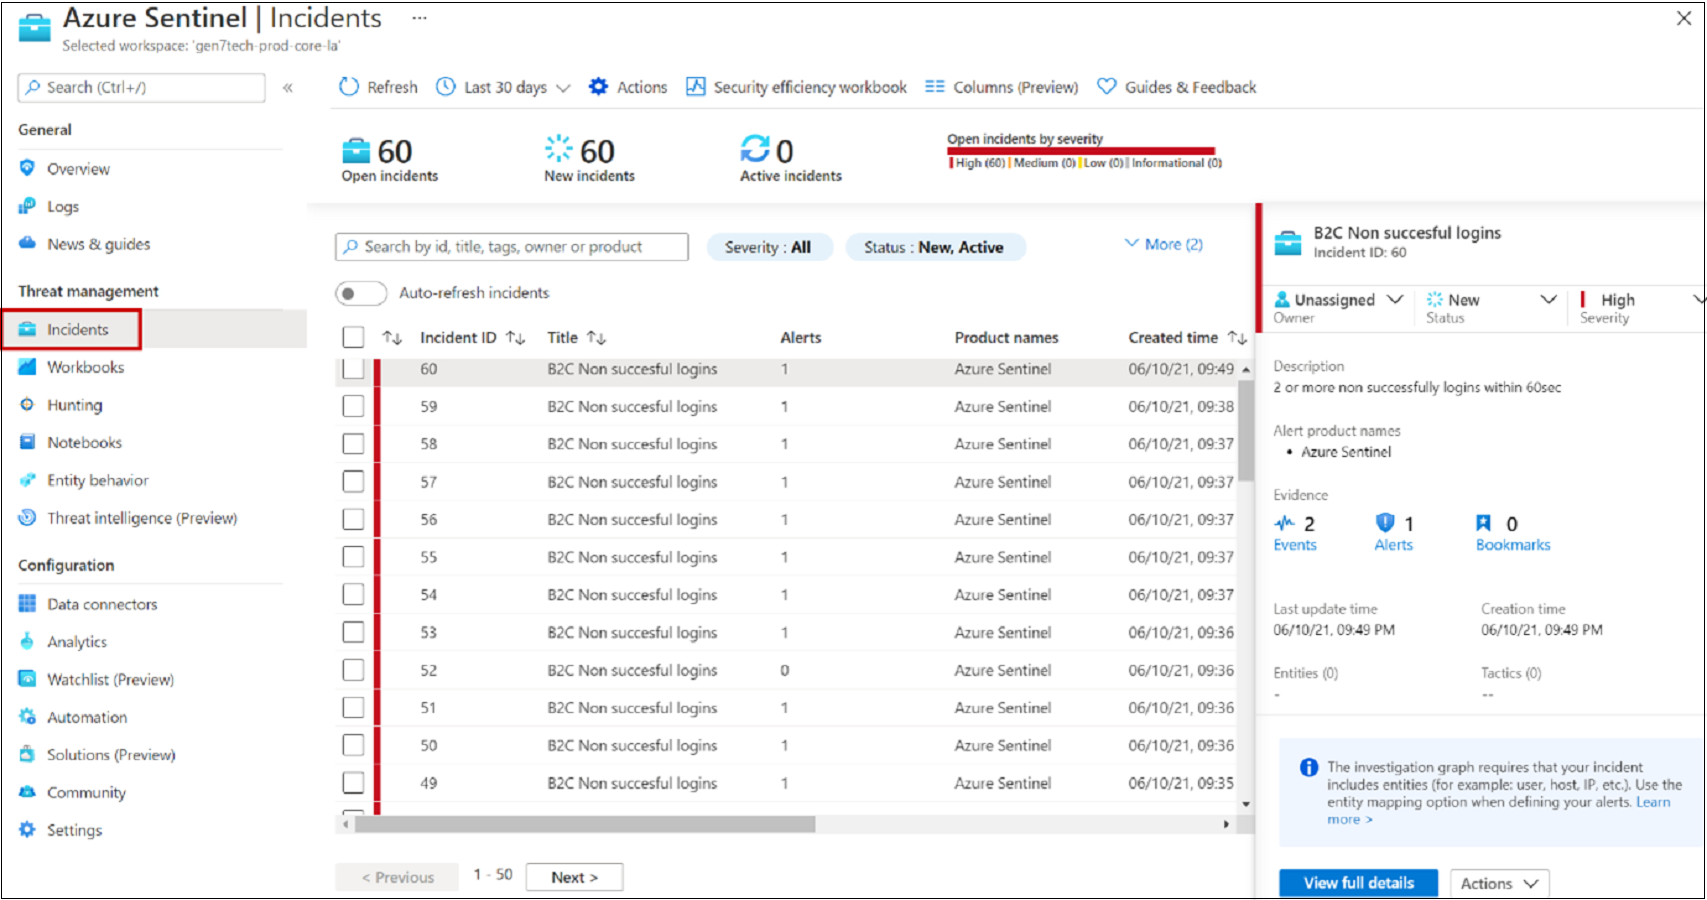 Azure Sentinel | Incidents ...
Selected workspace: 'gen7tech-prod-core-la'
Search (Ctrl+/)
«
General
Overview
Logs
News & guides
Threat management
Incidents
Workbooks
Hunting
Notebooks
Entity behavior
Threat intelligence (Preview)
Configuration
Data connectors
Analytics
Watchlist (Preview)
Automation
Solutions (Preview)
Community
Settings
Refresh Last 30 days Actions Security efficiency workbook Columns (Preview) Guides & Feedback
60 60 0
Open incidents New incidents Active incidents
Open incidents by severity
High (60) Medium (0) Low (0) Informational (0)
Search by id, title, tags, owner or product Severity : All Status : New, Active More (2)
Auto-refresh incidents
Incident ID Title Alerts Product names Created time
60 B2C Non succesful logins 1 Azure Sentinel 06/10/21, 09:49
59 B2C Non succesful logins 1 Azure Sentinel 06/10/21, 09:38
58 B2C Non succesful logins 1 Azure Sentinel 06/10/21, 09:37
57 B2C Non succesful logins 1 Azure Sentinel 06/10/21, 09:37
56 B2C Non succesful logins 1 Azure Sentinel 06/10/21, 09:37
55 B2C Non succesful logins 1 Azure Sentinel 06/10/21, 09:37
54 B2C Non succesful logins 1 Azure Sentinel 06/10/21, 09:37
53 B2C Non succesful logins 1 Azure Sentinel 06/10/21, 09:36
52 B2C Non succesful logins 0 Azure Sentinel 06/10/21, 09:36
51 B2C Non succesful logins 1 Azure Sentinel 06/10/21, 09:36
50 B2C Non succesful logins 1 Azure Sentinel 06/10/21, 09:36
49 B2C Non succesful logins 1 Azure Sentinel 06/10/21, 09:35
< Previous 1 - 50 Next >
B2C Non succesful logins
Incident ID: 60
Unassigned New High
Owner Status Severity
Description
2 or more non successfully logins within 60sec
Alert product names
• Azure Sentinel
Evidence
2 1 0
Events Alerts Bookmarks
Last update time Creation time
06/10/21, 09:49 PM 06/10/21, 09:49 PM
Entities (0) Tactics (0)
- --
The investigation graph requires that your incident
includes entities (for example: user, host, IP, etc.). Use the
entity mapping option when defining your alerts. Learn
more >
View full details Actions